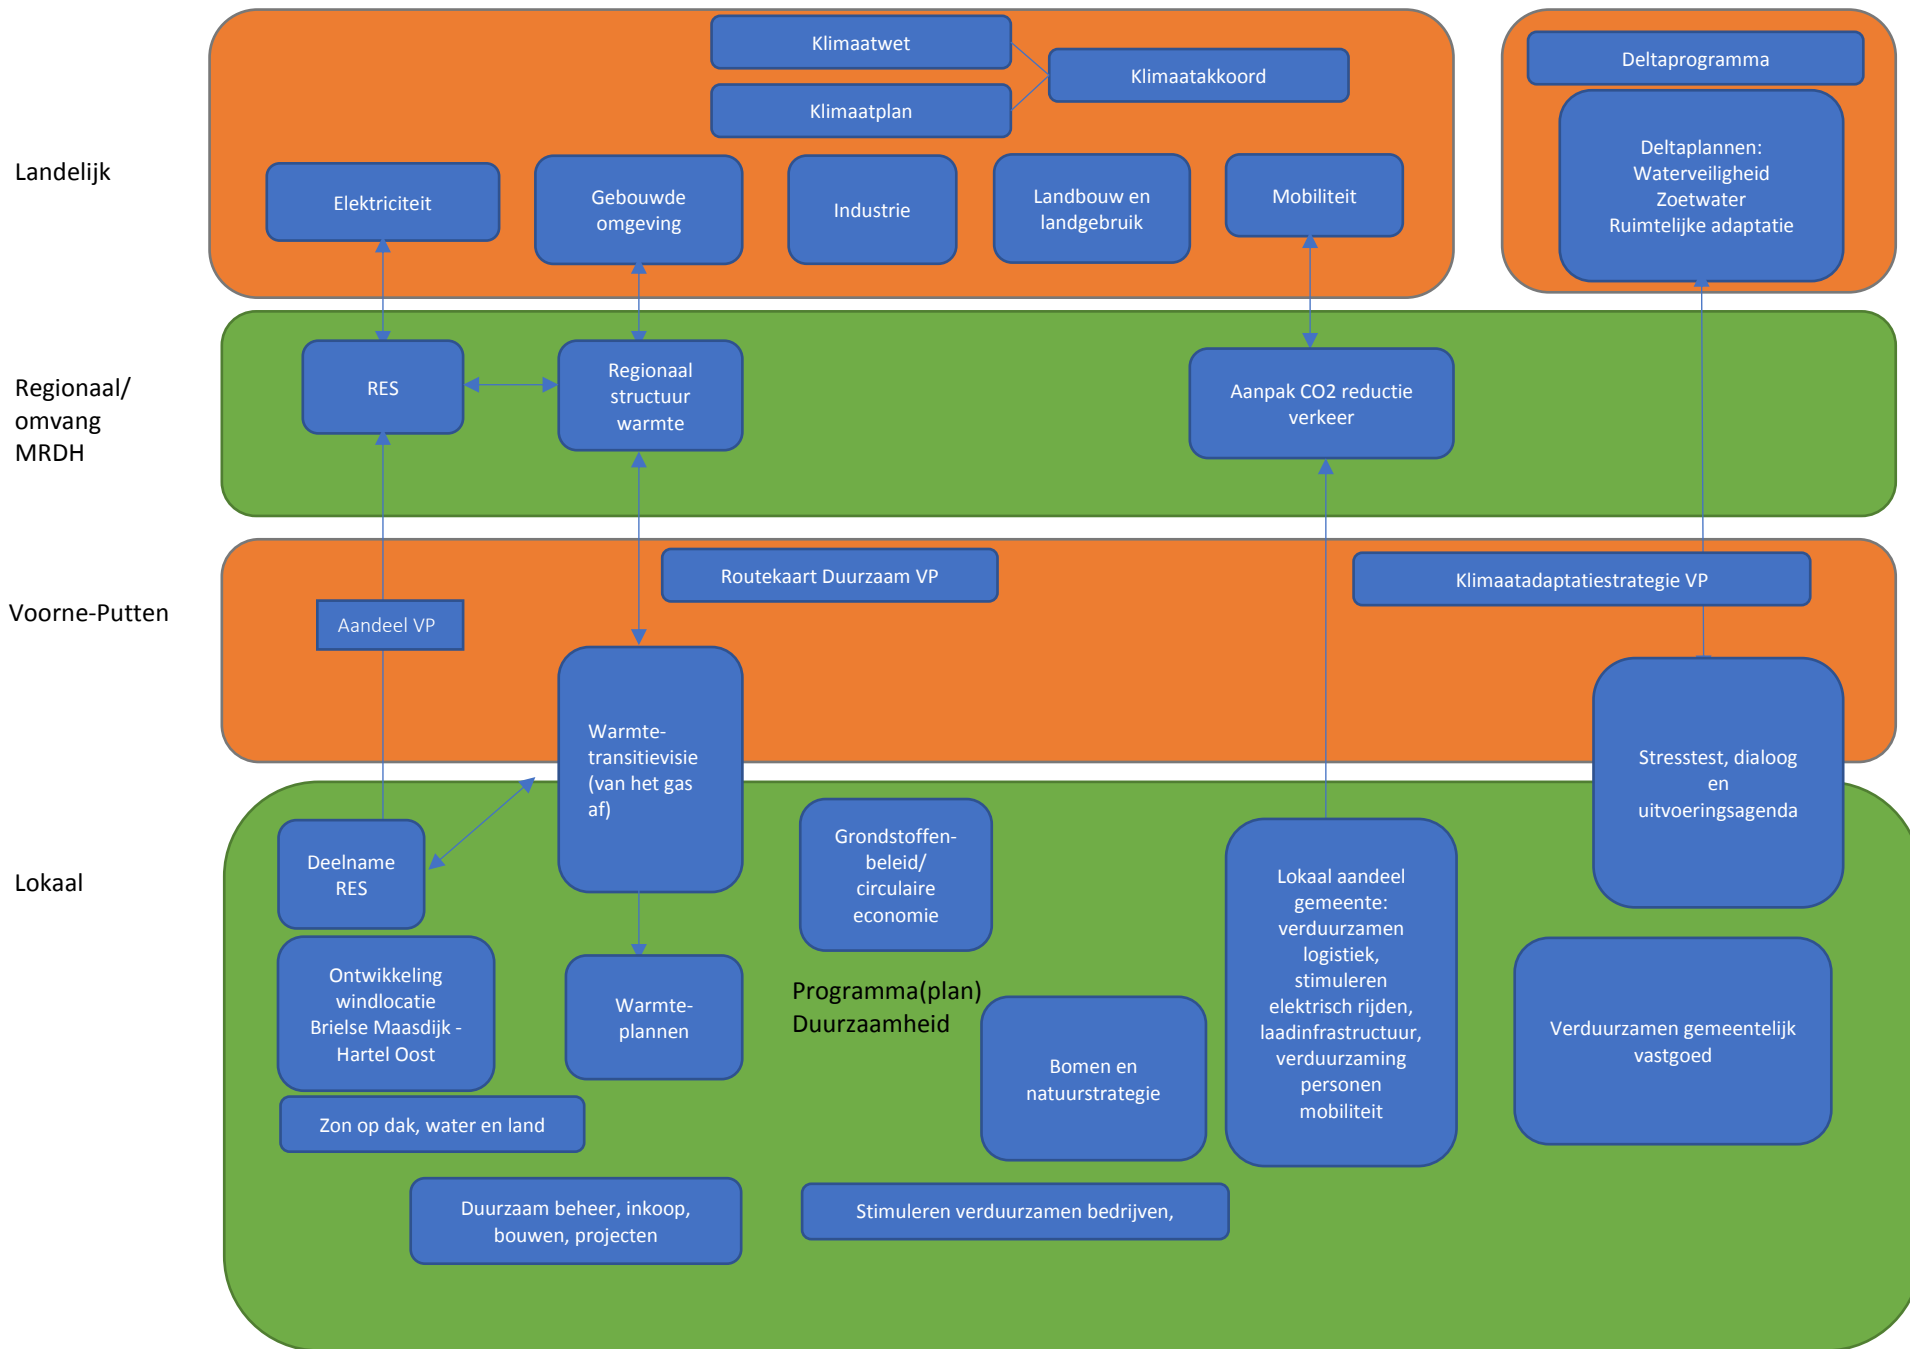 Landelijk
Klimaatwet
Klimaatakkoord
Klimaatplan
Elektriciteit
Gebouwde
omgeving
Industrie
Landbouw en
landgebruik
Mobiliteit
Deltaprogramma
Deltaplannen:
Waterveiligheid
Zoetwater
Ruimtelijke adaptatie
Regionaal/
omvang
MRDH
RES
Regionaal
structuur
warmte
Aanpak CO2 reductie
verkeer
Voorne-Putten
Routekaart Duurzaam VP
Klimaatadaptatiestrategie VP
Aandeel VP
Warmte-
transitievisie
(van het gas
af)
Stresstest, dialoog
en
uitvoeringsagenda
Lokaal
Deelname
RES
Grondstoffen-
beleid/
circulaire
economie
Lokaal aandeel
gemeente:
verduurzamen
logistiek,
stimuleren
elektrisch rijden,
laadinfrastructuur,
verduurzaming
personen
mobiliteit
Ontwikkeling
windlocatie
Brielse Maasdijk -
Hartel Oost
Warmte-
plannen
Programma(plan)
Duurzaamheid
Bomen en
natuurstrategie
Verduurzamen gemeentelijk
vastgoed
Zon op dak, water en land
Duurzaam beheer, inkoop,
bouwen, projecten
Stimuleren verduurzamen bedrijven,